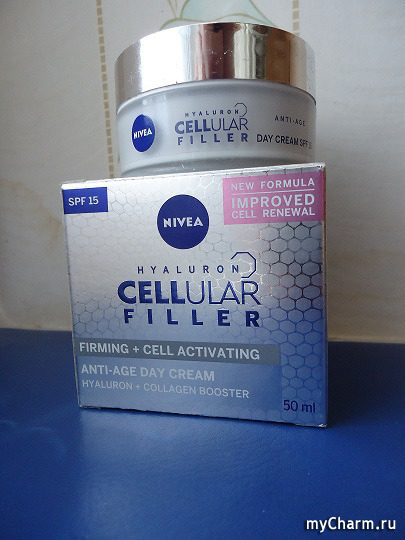 HYALURON
NIVEA
CELLULAR
FILLER
ANTI-AGE
DAY CREAM SPF 15
SPF 15
NIVEA
NEW FORMULA
IMPROVED
CELL RENEWAL
HYALURON
CELLULAR
FILLER
FIRMING + CELL ACTIVATING
ANTI-AGE DAY CREAM
HYALURON + COLLAGEN BOOSTER
50 ml
myCharm.ru